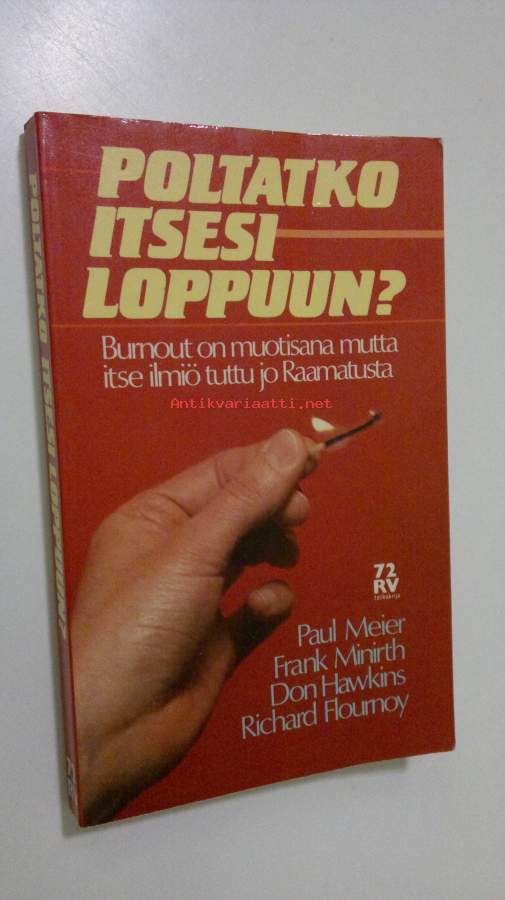 POLTATKO
ITSESI
LOPPUUN?
Burnout on muotisana mutta
itse ilmiö tuttu jo Raamatusta
Antikvariaatti.net
72
RV
Paul Meier
Frank Minirth
Don Hawkins
Richard Flournoy
POLTATKO ITSESI LOPPUUN?